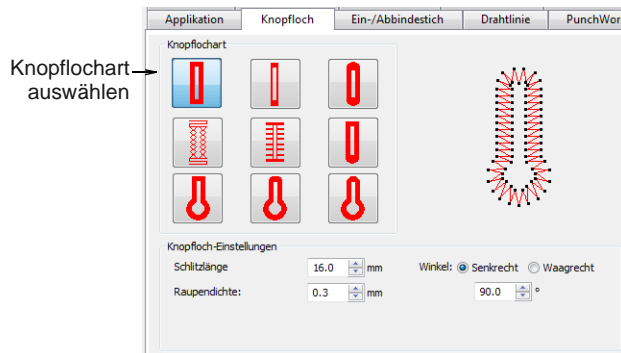 Applikation Knopfloch Ein-/Abbindestich Drahtlinie PunchWor
Knopflochart
Knopflochart
auswählen
Knopfloch-Einstellungen
Schlitzlänge 16.0 mm Winkel: Senkrecht Waagrecht
Raupendichte: 0.3 mm 90.0 °